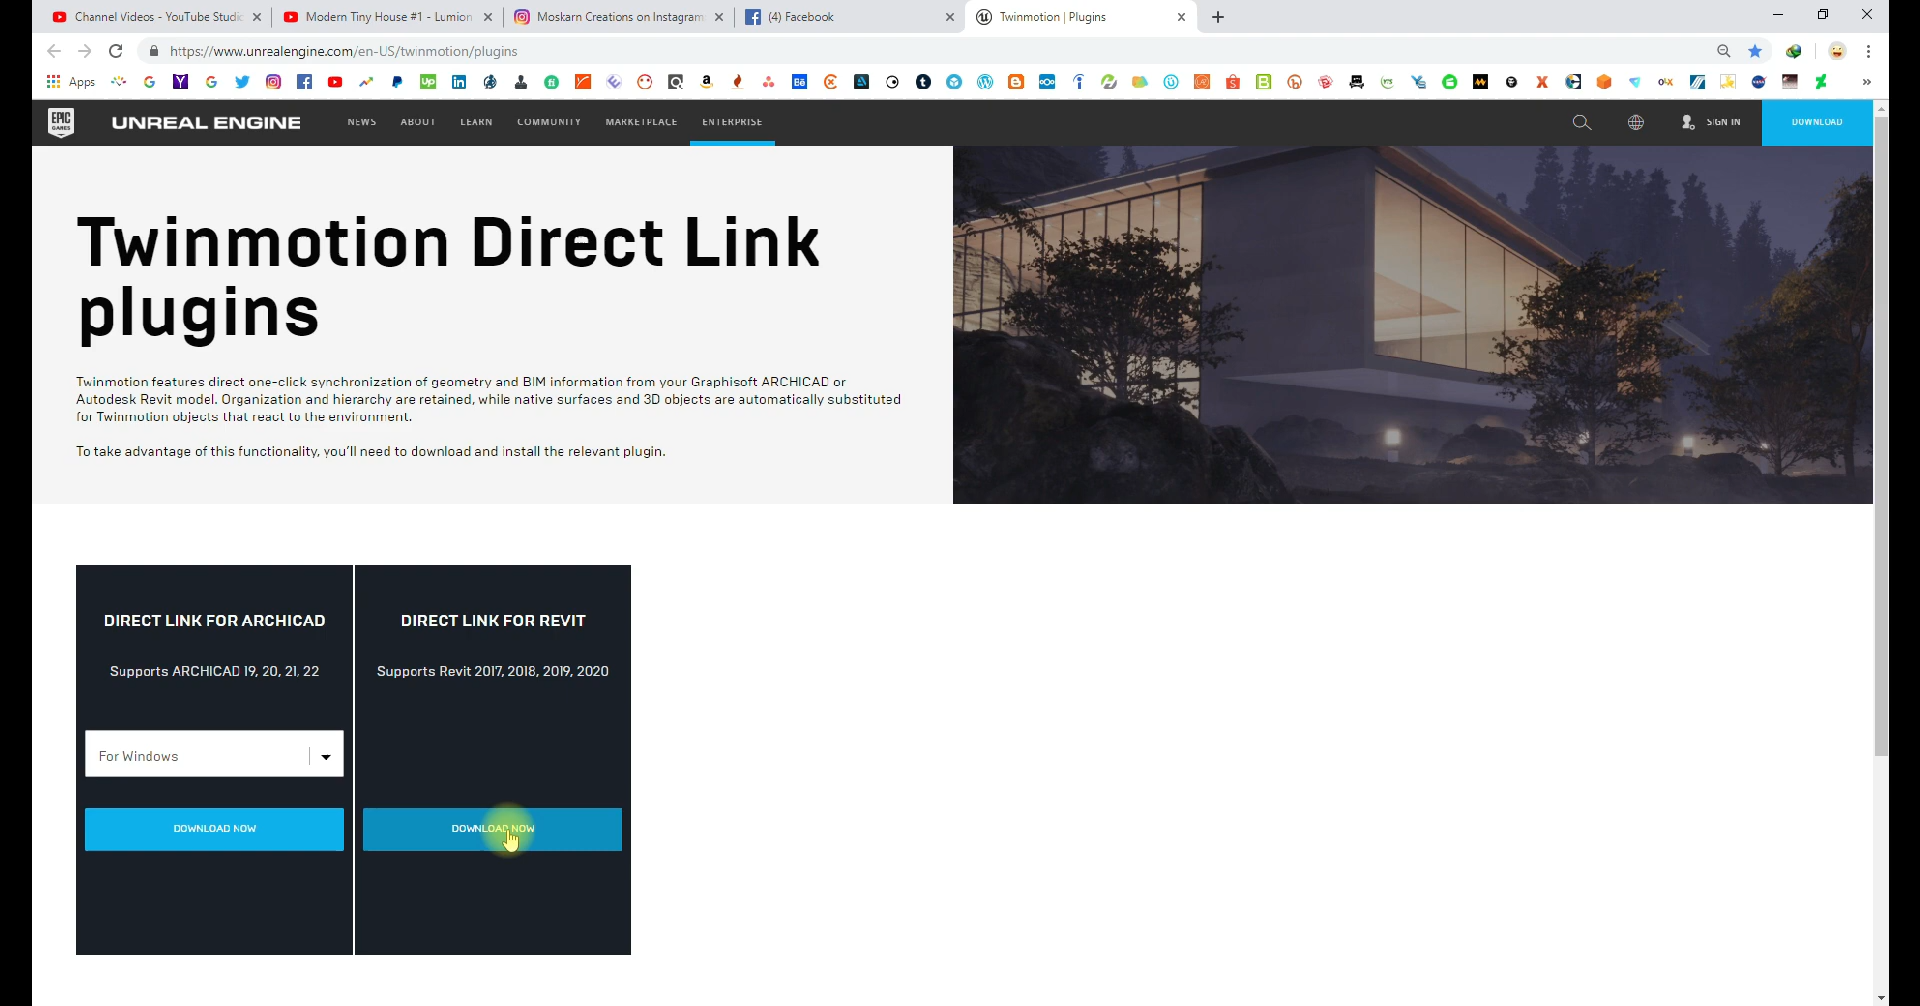 Channel Videos - YouTube Studi
Modern Tiny House #1 - Lumion
Moskarn Creations on Instagram
(4) Facebook
Twinmotion | Plugins
https://www.unrealengine.com/en-US/twinmotion/plugins
Apps
EPIC GAMES
UNREAL ENGINE
NEWS
ABOUT
LEARN
COMMUNITY
MARKETPLACE
ENTERPRISE
SIGN IN
DOWNLOAD
Twinmotion Direct Link
plugins
Twinmotion features direct one-click synchronization of geometry and BIM information from your Graphisoft ARCHICAD or
Autodesk Revit model. Organization and hierarchy are retained, while native surfaces and 3D objects are automatically substituted
for Twinmotion objects that react to the environment.
To take advantage of this functionality, you'll need to download and install the relevant plugin.
DIRECT LINK FOR ARCHICAD
Supports ARCHICAD 19, 20, 21, 22
For Windows
DOWNLOAD NOW
DIRECT LINK FOR REVIT
Supports Revit 2017, 2018, 2019, 2020
DOWNLOAD NOW